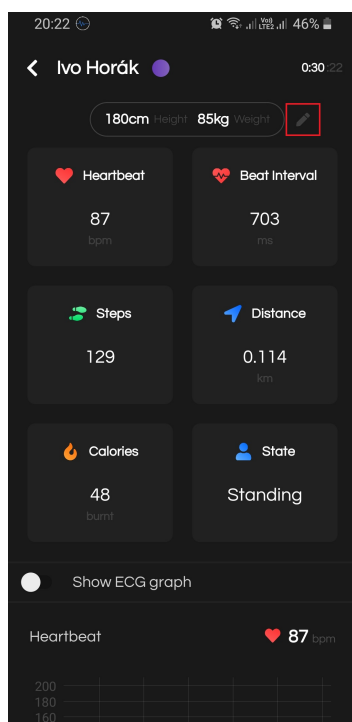 20:22 Vo) LTE2 46%
Ivo Horák 0:30:22
180cm Height 85kg Weight
Heartbeat Beat Interval
87 703
bpm ms
Steps Distance
129 0.114
km
Calories State
48 Standing
burnt
Show ECG graph
Heartbeat 87 bpm
200
180
160